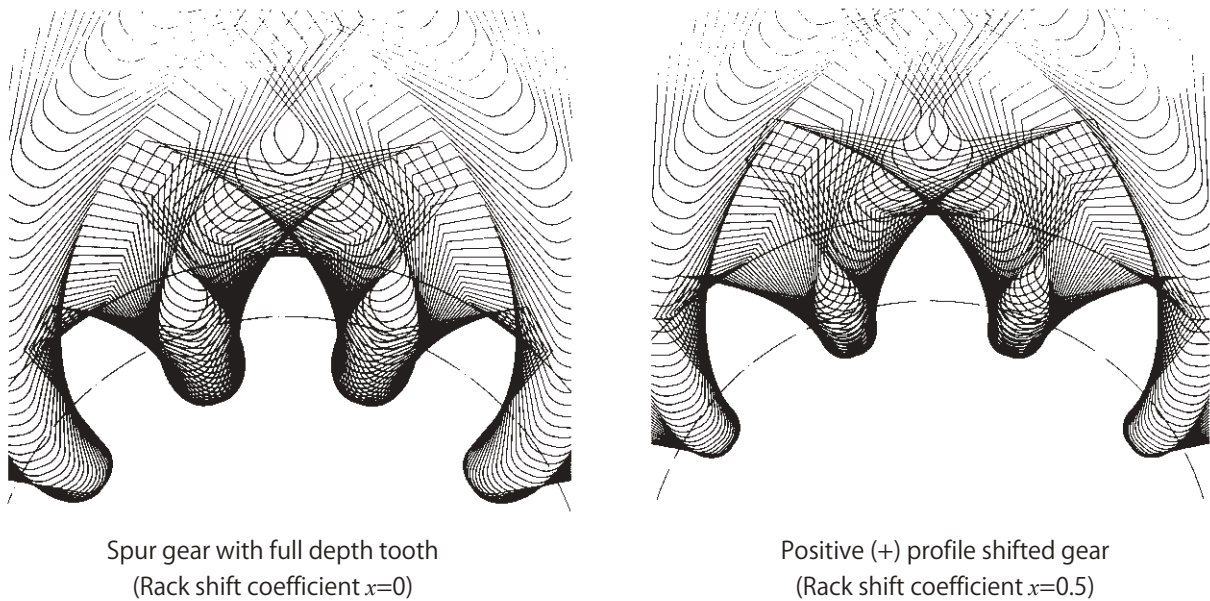 Spur gear with full depth tooth
(Rack shift coefficient x=0)
Positive (+) profile shifted gear
(Rack shift coefficient x=0.5)